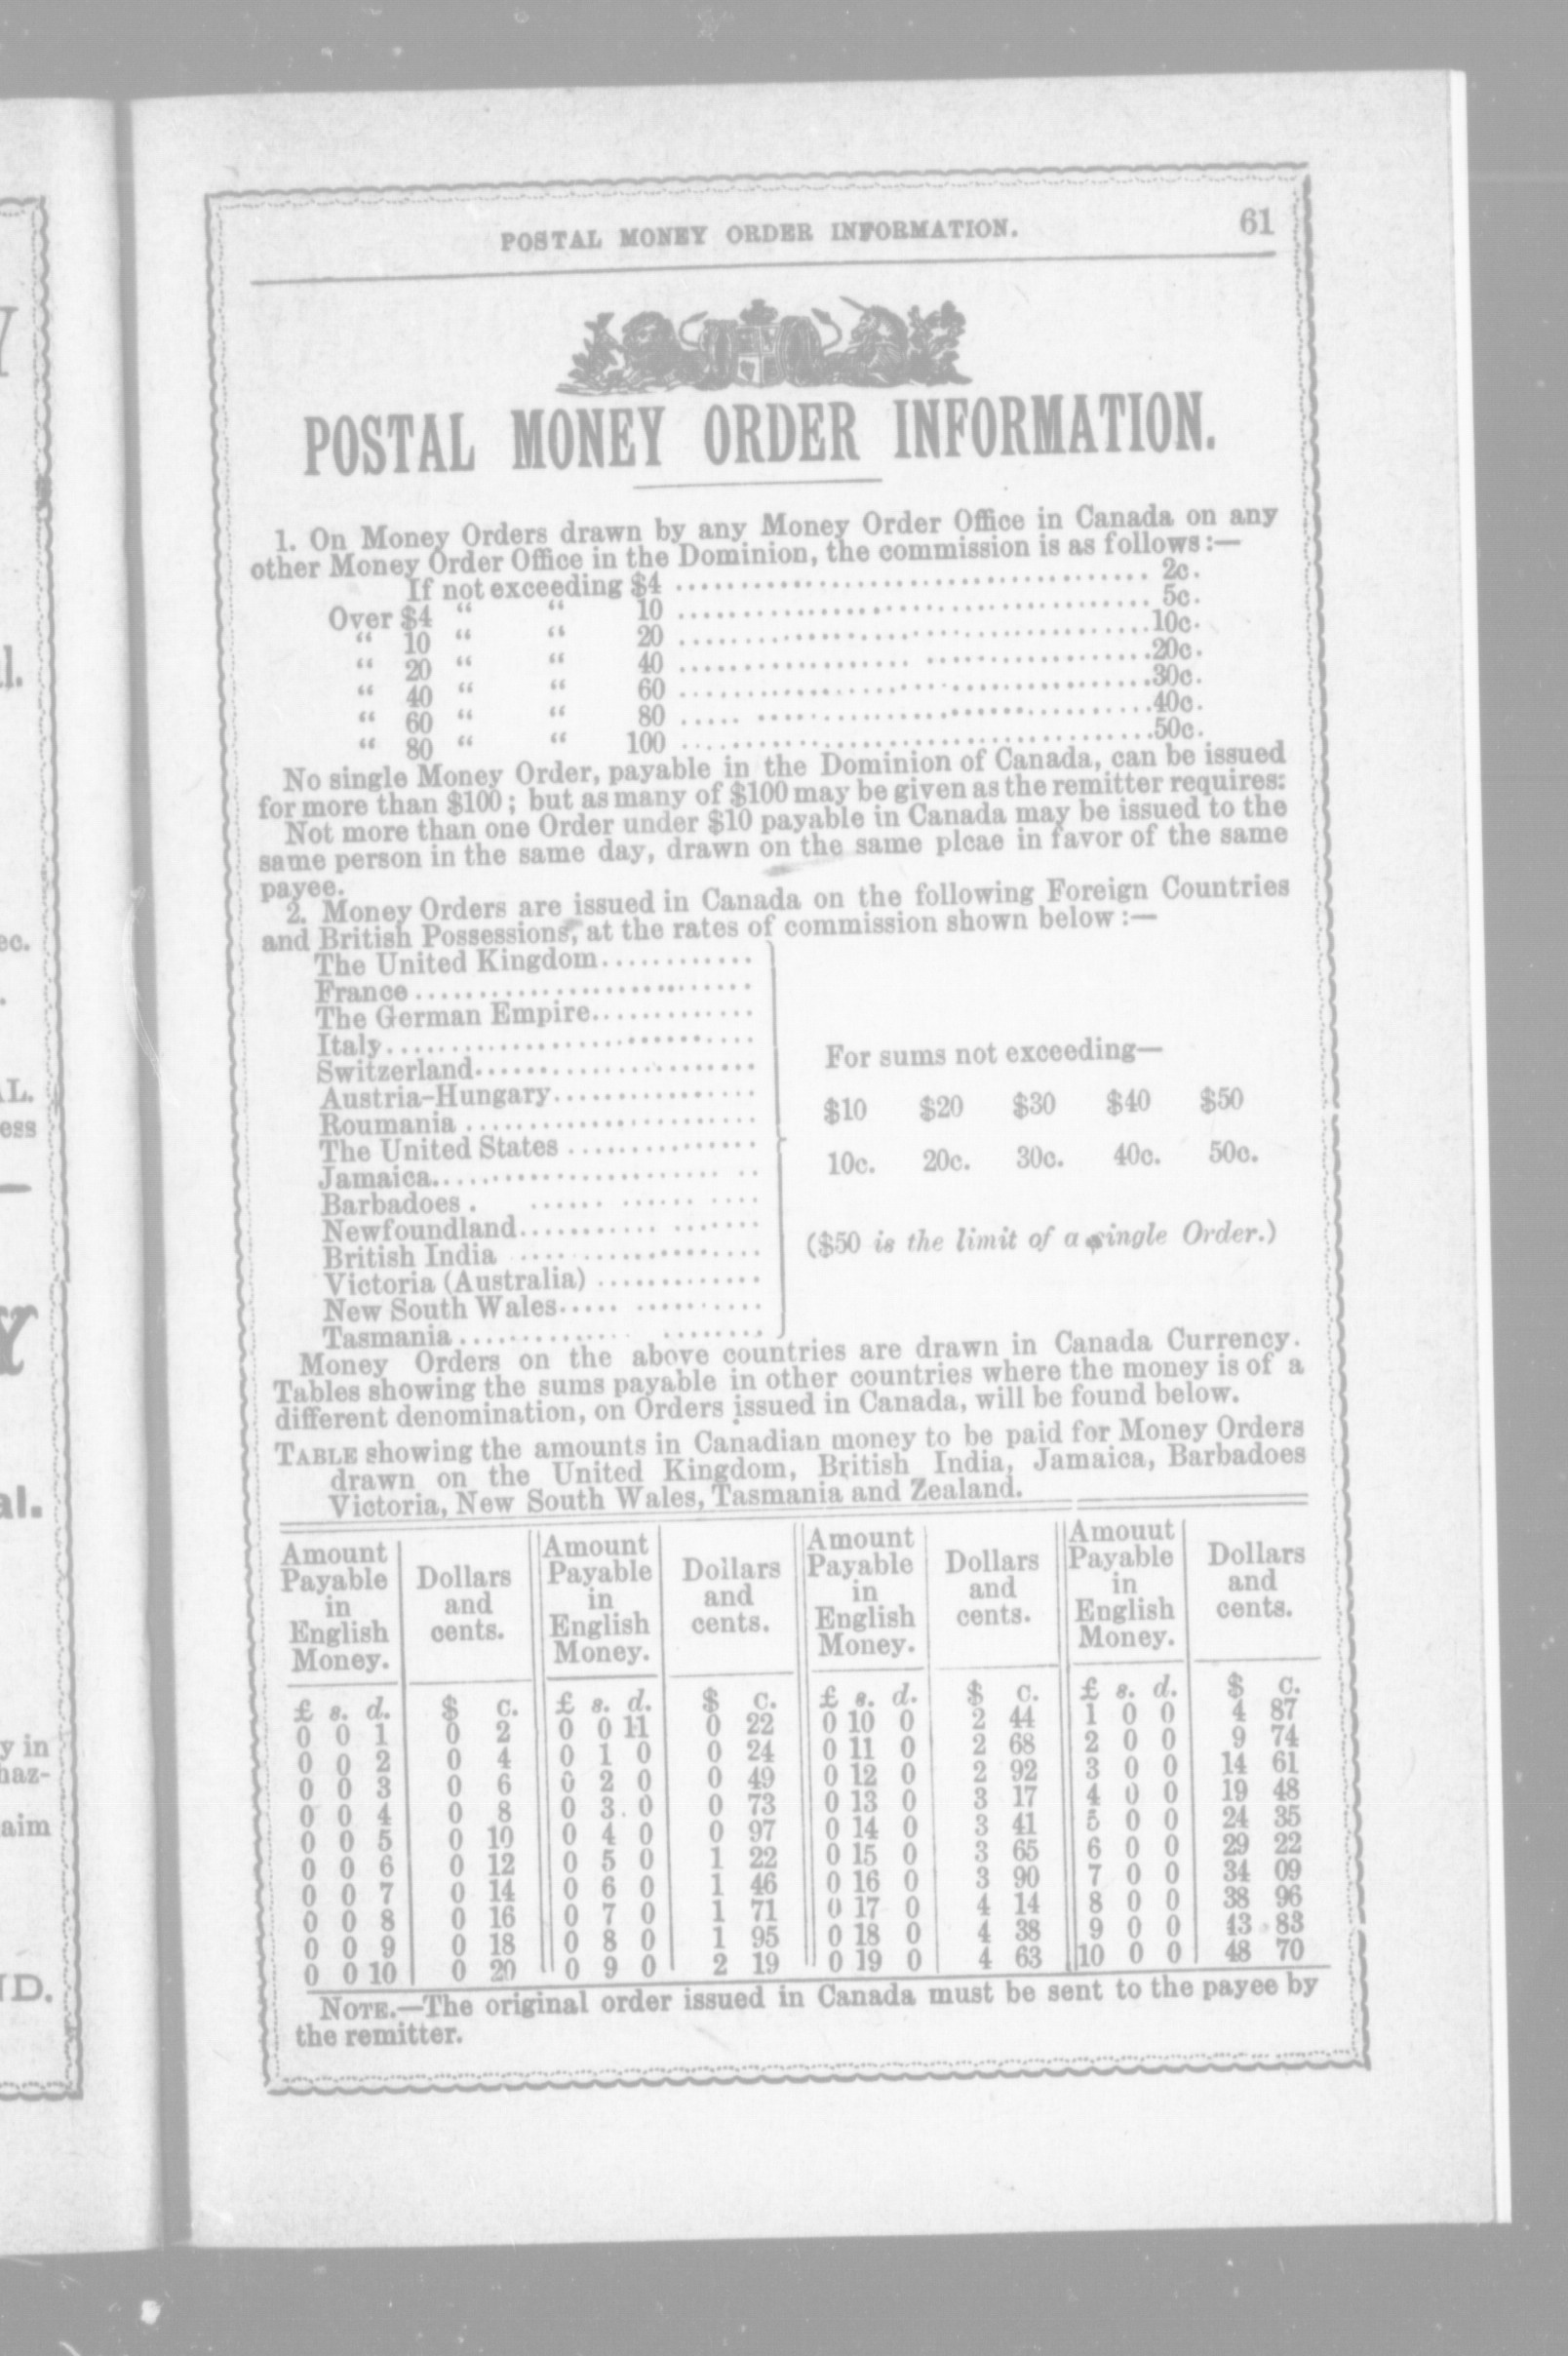 POSTAL MONEY ORDER INFORMATION. 61
POSTAL MONEY ORDER INFORMATION.
1. On Money Orders drawn by any Money Order Office in Canada on any
other Money Order Office in the Dominion, the commission is as follows:—
If not exceeding $4 .................................... 2c.
Over $4 “ “ 10 .................................... 5c.
“ 10 “ “ 20 ....................................10c.
“ 20 “ “ 40 ....................................20c.
“ 40 “ “ 60 ....................................30c.
“ 60 “ “ 80 ....................................40c.
“ 80 “ “ 100 ....................................50c.
No single Money Order, payable in the Dominion of Canada, can be issued
for more than $100; but as many of $100 may be given as the remitter requires:
Not more than one Order under $10 payable in Canada may be issued to the
same person in the same day, drawn on the same plcae in favor of the same
payee.
2. Money Orders are issued in Canada on the following Foreign Countries
and British Possessions, at the rates of commission shown below:—
The United Kingdom............
France..........................
The German Empire.............
Italy.............................
Switzerland......................
Austria-Hungary................
Roumania.......................
The United States...............
Jamaica.........................
Barbadoes. ...... ...... ....
Newfoundland........... .......
British India .... ..............
Victoria (Australia) .............
New South Wales..... ..........
Tasmania.............. ........
For sums not exceeding—
$10 $20 $30 $40 $50
10c. 20c. 30c. 40c. 50c.
($50 is the limit of a single Order.)
Money Orders on the above countries are drawn in Canada Currency.
Tables showing the sums payable in other countries where the money is of a
different denomination, on Orders issued in Canada, will be found below.
TABLE showing the amounts in Canadian money to be paid for Money Orders
drawn on the United Kingdom, British India, Jamaica, Barbadoes
Victoria, New South Wales, Tasmania and Zealand.
Amount Amount Amount Amouut
Payable Dollars Payable Dollars Payable Dollars Payable Dollars
in and in and in and in and
English cents. English cents. English cents. English cents.
Money. Money. Money. Money.
£ s. d. $ c. £ s. d. $ c. £ s. d. $ c. £ s. d. $ c.
0 0 1 0 2 0 0 11 0 22 0 10 0 2 44 1 0 0 4 87
0 0 2 0 4 0 1 0 0 24 0 11 0 2 68 2 0 0 9 74
0 0 3 0 6 0 2 0 0 49 0 12 0 2 92 3 0 0 14 61
0 0 4 0 8 0 3 0 0 73 0 13 0 3 17 4 0 0 19 48
0 0 5 0 10 0 4 0 0 97 0 14 0 3 41 5 0 0 24 35
0 0 6 0 12 0 5 0 1 22 0 15 0 3 65 6 0 0 29 22
0 0 7 0 14 0 6 0 1 46 0 16 0 3 90 7 0 0 34 09
0 0 8 0 16 0 7 0 1 71 0 17 0 4 14 8 0 0 38 96
0 0 9 0 18 0 8 0 1 95 0 18 0 4 38 9 0 0 43 83
0 0 10 0 20 0 9 0 2 19 0 19 0 4 63 10 0 0 48 70
NOTE.—The original order issued in Canada must be sent to the payee by
the remitter.